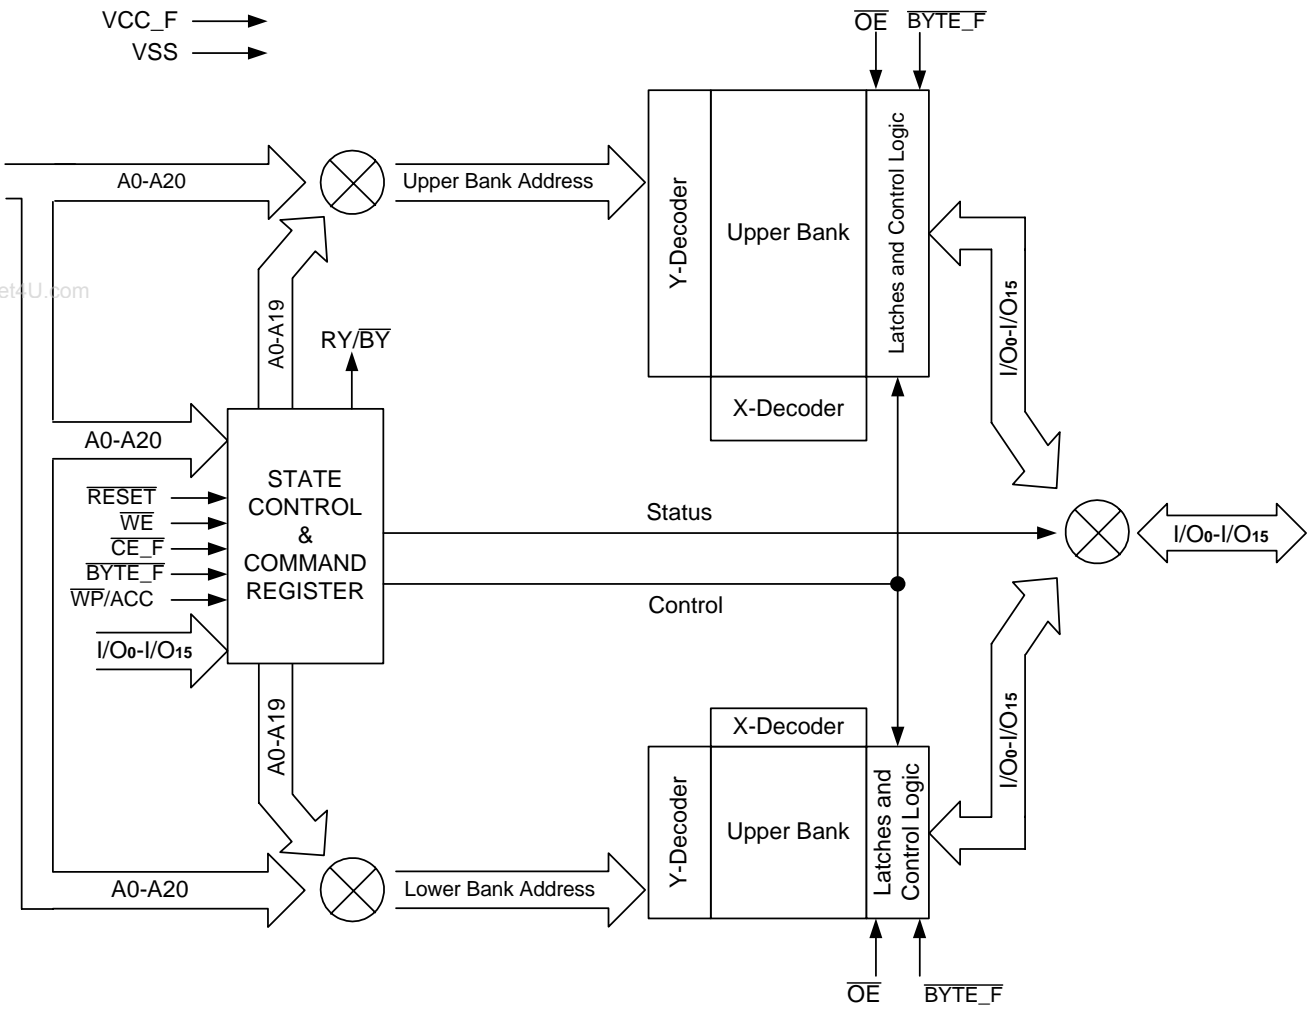 VCC_F
VSS
OE
BYTE_F
A0-A20
Upper Bank Address
Y-Decoder
Upper Bank
Latches and Control Logic
I/O0-I/O15
et4U.com
A0-A19
RY/BY
X-Decoder
A0-A20
RESET
WE
CE_F
BYTE_F
WP/ACC
I/O0-I/O15
STATE
CONTROL
&
COMMAND
REGISTER
Status
Control
I/O0-I/O15
A0-A19
X-Decoder
I/O0-I/O15
A0-A20
Lower Bank Address
Y-Decoder
Upper Bank
Latches and
Control Logic
OE
BYTE_F